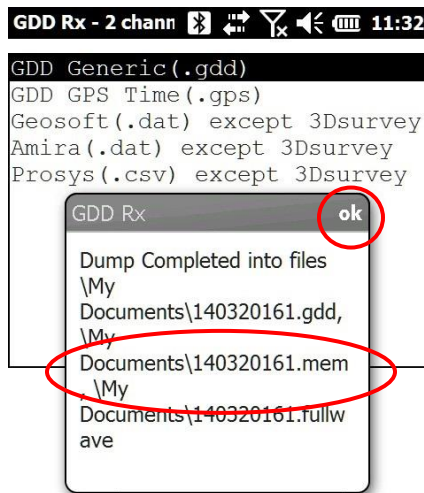 GDD Rx - 2 chann 11:32
GDD Generic(.gdd)
GDD GPS Time(.gps)
Geosoft(.dat) except 3Dsurvey
Amira(.dat) except 3Dsurvey
Prosys(.csv) except 3Dsurvey
GDD Rx ok
Dump Completed into files
\My
Documents\140320161.gdd,
\My
Documents\140320161.mem
, \My
Documents\140320161.fullw
ave